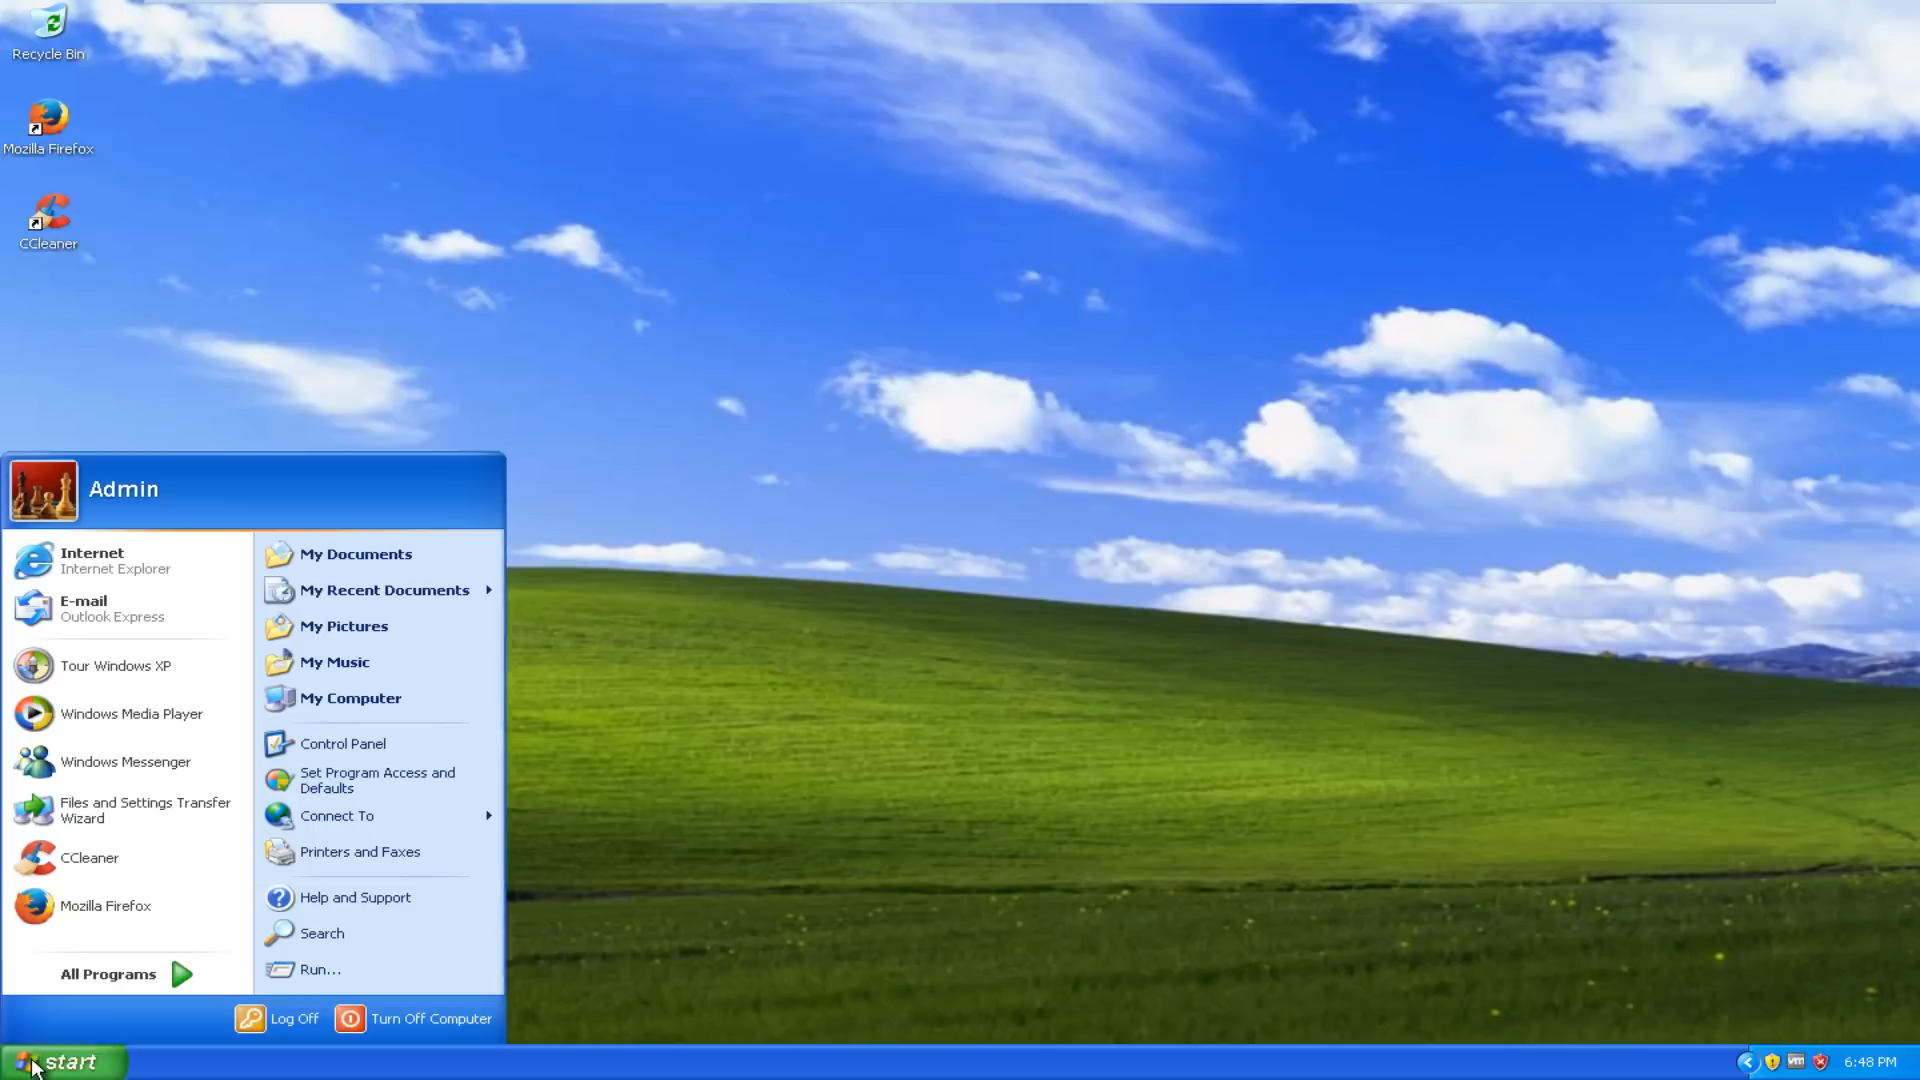 Recycle Bin
Mozilla Firefox
CCleaner
Admin
Internet
Internet Explorer
E-mail
Outlook Express
Tour Windows XP
Windows Media Player
Windows Messenger
Files and Settings Transfer
Wizard
CCleaner
Mozilla Firefox
All Programs
My Documents
My Recent Documents
My Pictures
My Music
My Computer
Control Panel
Set Program Access and
Defaults
Connect To
Printers and Faxes
Help and Support
Search
Run...
Log Off
Turn Off Computer
start
vm
6:48 PM